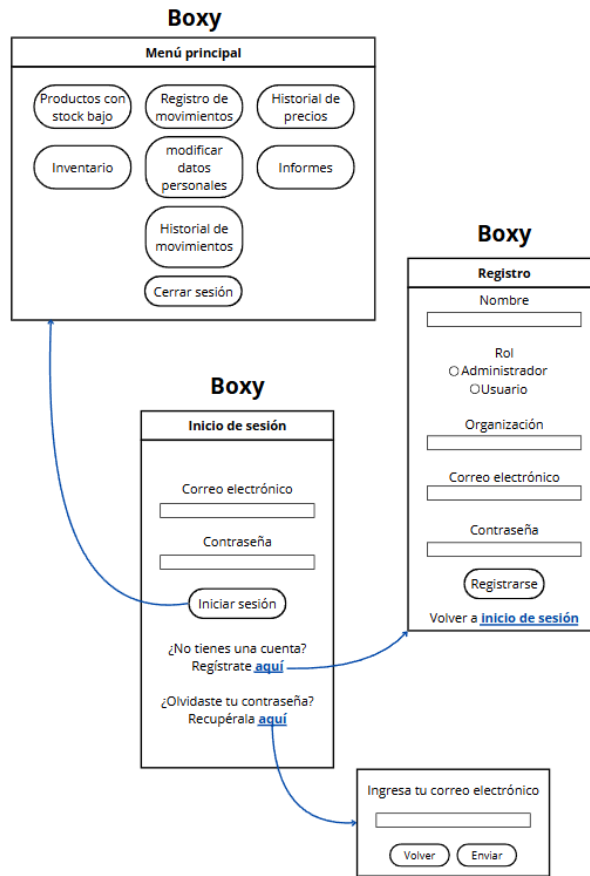 Boxy
Menú principal
Productos con
stock bajo
Registro de
movimientos
Historial de
precios
Inventario
modificar
datos
personales
Informes
Historial de
movimientos
Cerrar sesión
Boxy
Registro
Nombre
Rol
Administrador
Usuario
Organización
Correo electrónico
Contraseña
Registrarse
Volver a inicio de sesión
Boxy
Inicio de sesión
Correo electrónico
Contraseña
Iniciar sesión
¿No tienes una cuenta?
Regístrate aquí
¿Olvidaste tu contraseña?
Recupérala aquí
Ingresa tu correo electrónico
Volver
Enviar